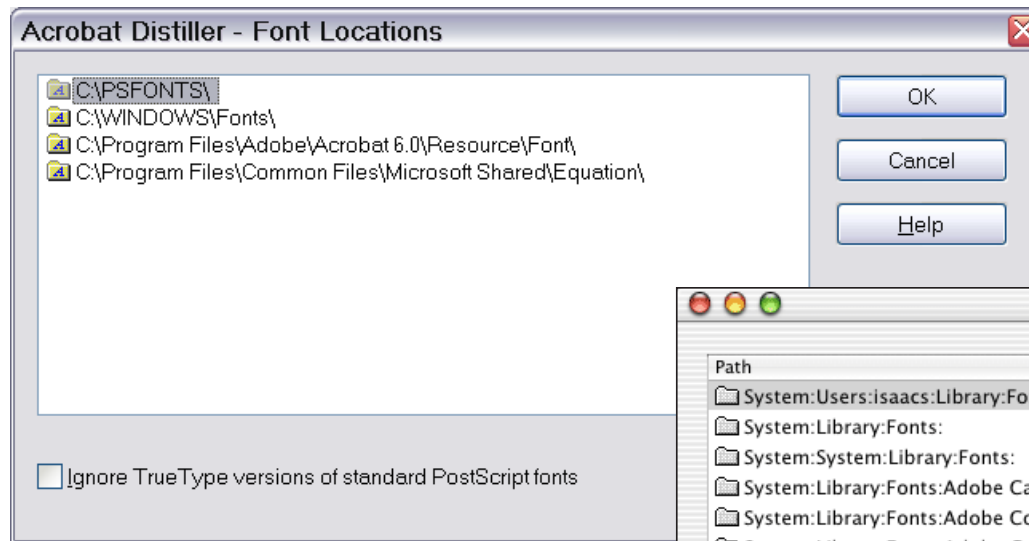 Acrobat Distiller - Font Locations
C:\PSFONTS\
C:\WINDOWS\Fonts\
C:\Program Files\Adobe\Acrobat 6.0\Resource\Font\
C:\Program Files\Common Files\Microsoft Shared\Equation\
OK
Cancel
Help
Ignore TrueType versions of standard PostScript fonts
Path
System:Users:isaacs:Library:Fo
System:Library:Fonts:
System:System:Library:Fonts:
System:Library:Fonts:Adobe Ca
System:Library:Fonts:Adobe Co